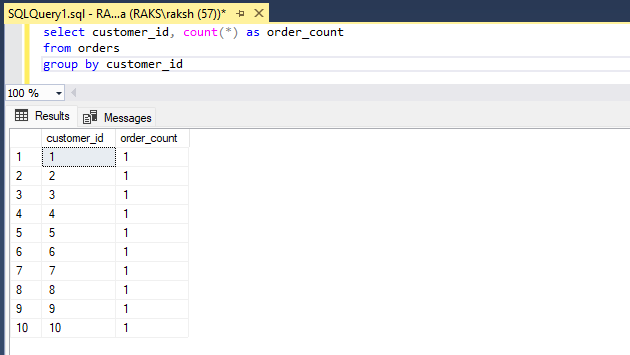 SQLQuery1.sql - RA...a (RAKS\raksh (57))*
select customer_id, count(*) as order_count
from orders
group by customer_id
100 %
Results Messages
customer_id order_count
1 1 1
2 2 1
3 3 1
4 4 1
5 5 1
6 6 1
7 7 1
8 8 1
9 9 1
10 10 1